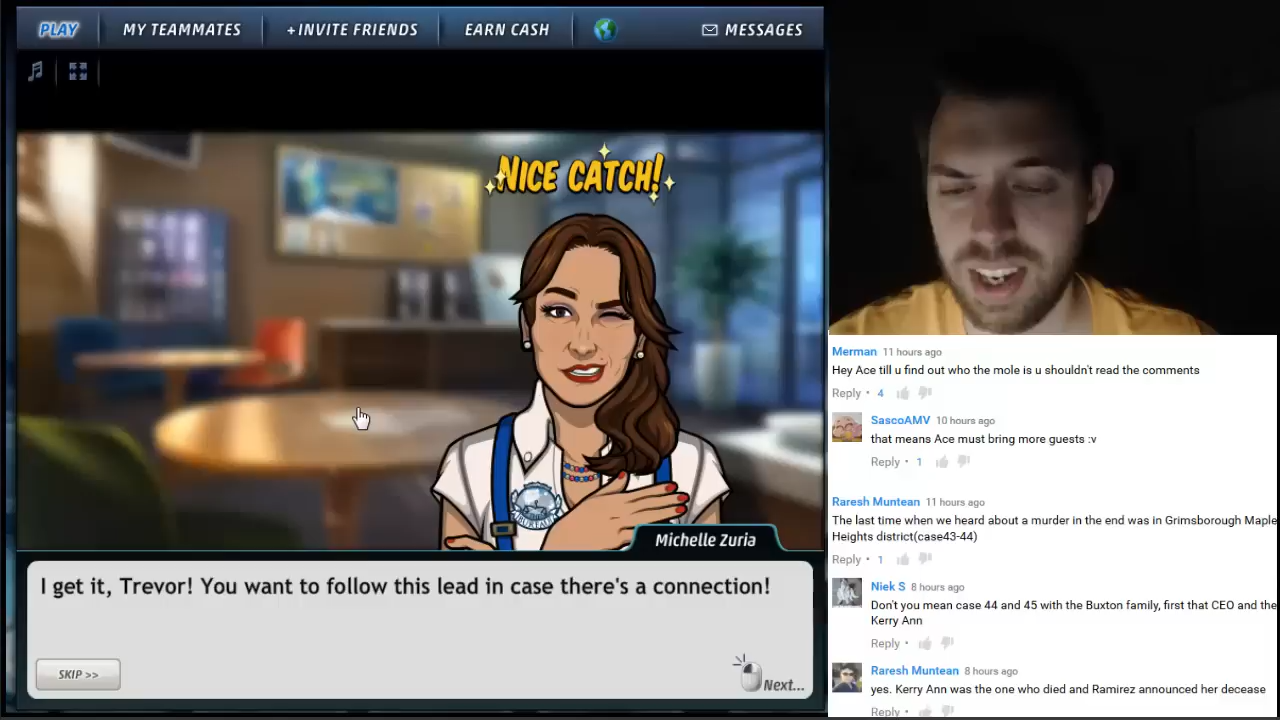 PLAY
MY TEAMMATES
+INVITE FRIENDS
EARN CASH
MESSAGES
NICE CATCH!
Michelle Zuria
I get it, Trevor! You want to follow this lead in case there's a connection!
SKIP >>
Next...
Merman 11 hours ago
Hey Ace till u find out who the mole is u shouldn't read the comments
Reply • 4
SascoAMV 10 hours ago
that means Ace must bring more guests :v
Reply • 1
Raresh Muntean 11 hours ago
The last time when we heard about a murder in the end was in Grimsborough Maple
Heights district(case43-44)
Reply • 1
Niek S 8 hours ago
Don't you mean case 44 and 45 with the Buxton family, first that CEO and the
Kerry Ann
Reply •
Raresh Muntean 8 hours ago
yes. Kerry Ann was the one who died and Ramirez announced her decease
Reply •